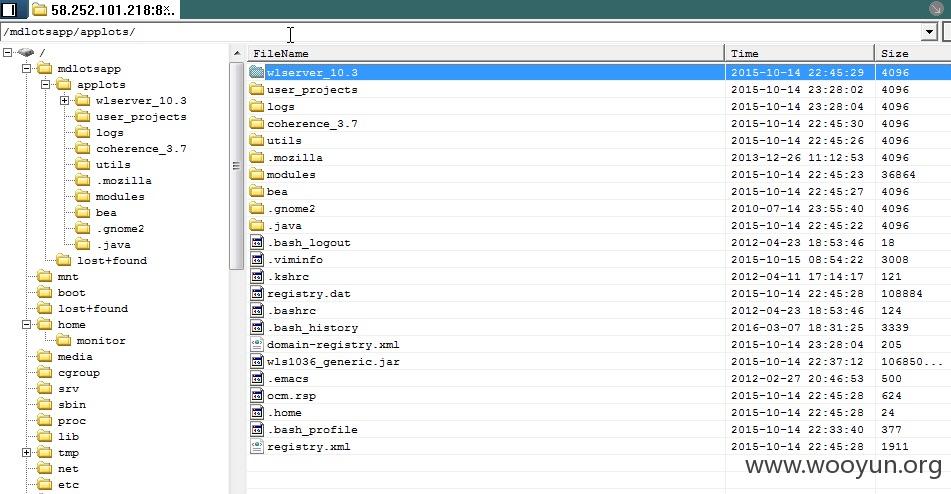 58.252.101.218:8x..
/mdlotsapp/applots/
/
mdlotsapp
applots
wlserver_10.3
user_projects
logs
coherence_3.7
utils
.mozilla
modules
bea
.gnome2
.java
lost+found
mnt
boot
lost+found
home
monitor
media
cgroup
srv
sbin
proc
lib
tmp
net
etc
FileName Time Size
wlserver_10.3 2015-10-14 22:45:29 4096
user_projects 2015-10-14 23:28:02 4096
logs 2015-10-14 23:28:04 4096
coherence_3.7 2015-10-14 22:45:30 4096
utils 2015-10-14 22:45:26 4096
.mozilla 2013-12-26 11:12:53 4096
modules 2015-10-14 22:45:23 36864
bea 2015-10-14 22:45:27 4096
.gnome2 2010-07-14 23:55:40 4096
.java 2015-10-14 22:45:22 4096
.bash_logout 2012-04-23 18:53:46 18
.viminfo 2015-10-15 08:54:22 3008
.kshrc 2012-04-11 17:14:17 121
registry.dat 2015-10-14 22:45:28 108884
.bashrc 2012-04-23 18:53:46 124
.bash_history 2016-03-07 18:31:25 3339
domain-registry.xml 2015-10-14 23:28:04 205
wls1036_generic.jar 2015-10-14 22:37:12 106850...
.emacs 2012-02-27 20:46:53 500
ocm.rsp 2015-10-14 22:45:28 624
.home 2015-10-14 22:45:28 24
.bash_profile 2015-10-14 22:33:40 377
registry.xml 2015-10-14 22:45:28 1911
www.wooyun.org